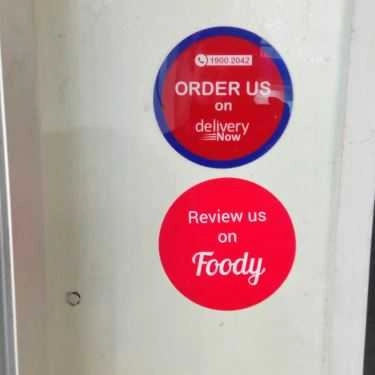 1900 2042
ORDER US
on
delivery
Now
Review us
on
Foody